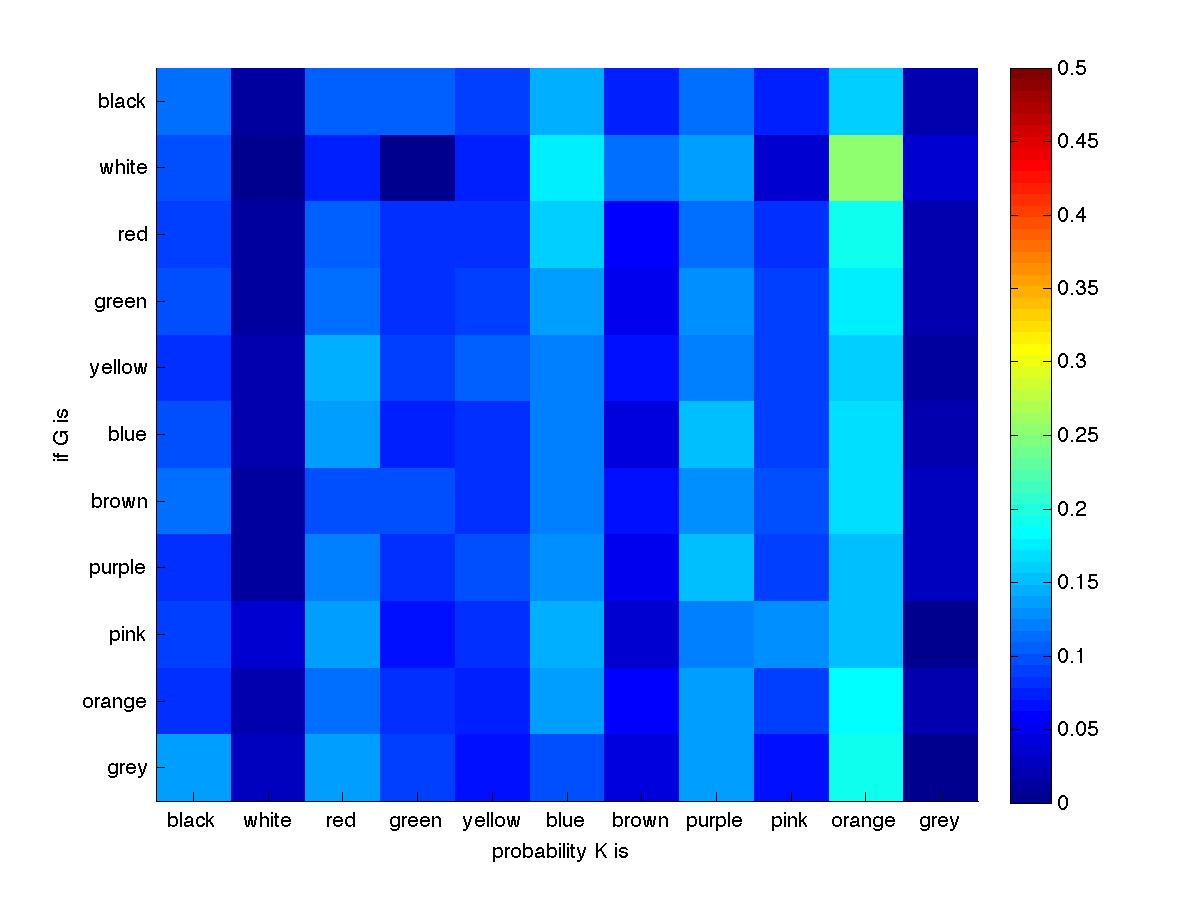 if G is
black
white
red
green
yellow
blue
brown
purple
pink
orange
grey
black white red green yellow blue brown purple pink orange grey
probability K is
0.5
0.45
0.4
0.35
0.3
0.25
0.2
0.15
0.1
0.05
0